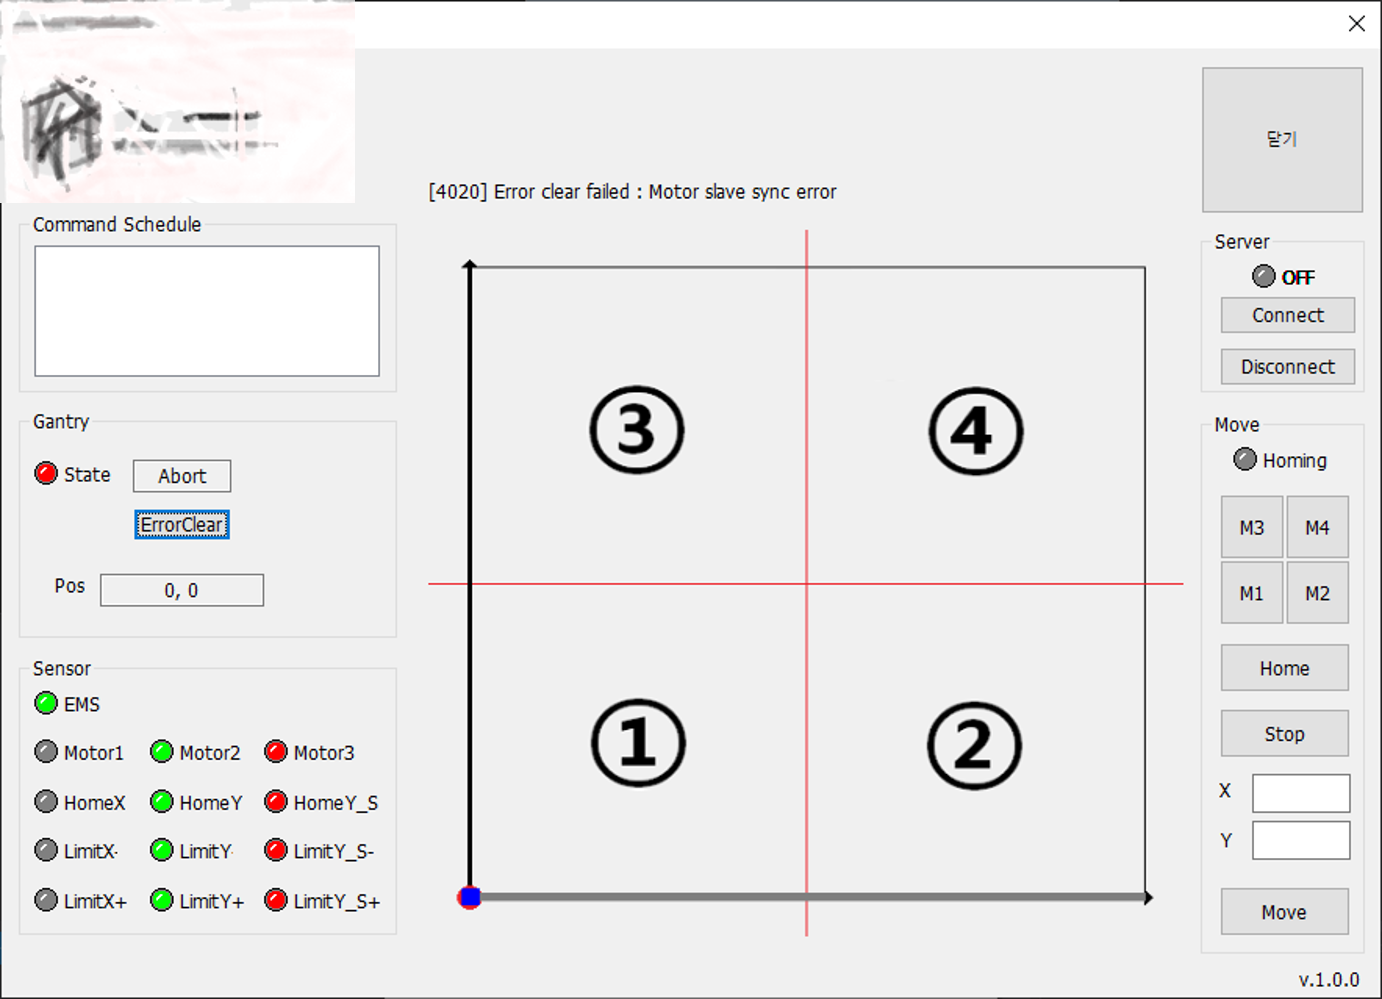 닫기
[4020] Error clear failed : Motor slave sync error
Command Schedule
Gantry
State
Abort
ErrorClear
Pos
0, 0
Sensor
EMS
Motor1 Motor2 Motor3
HomeX HomeY HomeY_S
LimitX- LimitY- LimitY_S-
LimitX+ LimitY+ LimitY_S+
③ ④
① ②
Server
OFF
Connect
Disconnect
Move
Homing
M3 M4
M1 M2
Home
Stop
X
Y
Move
v.1.0.0